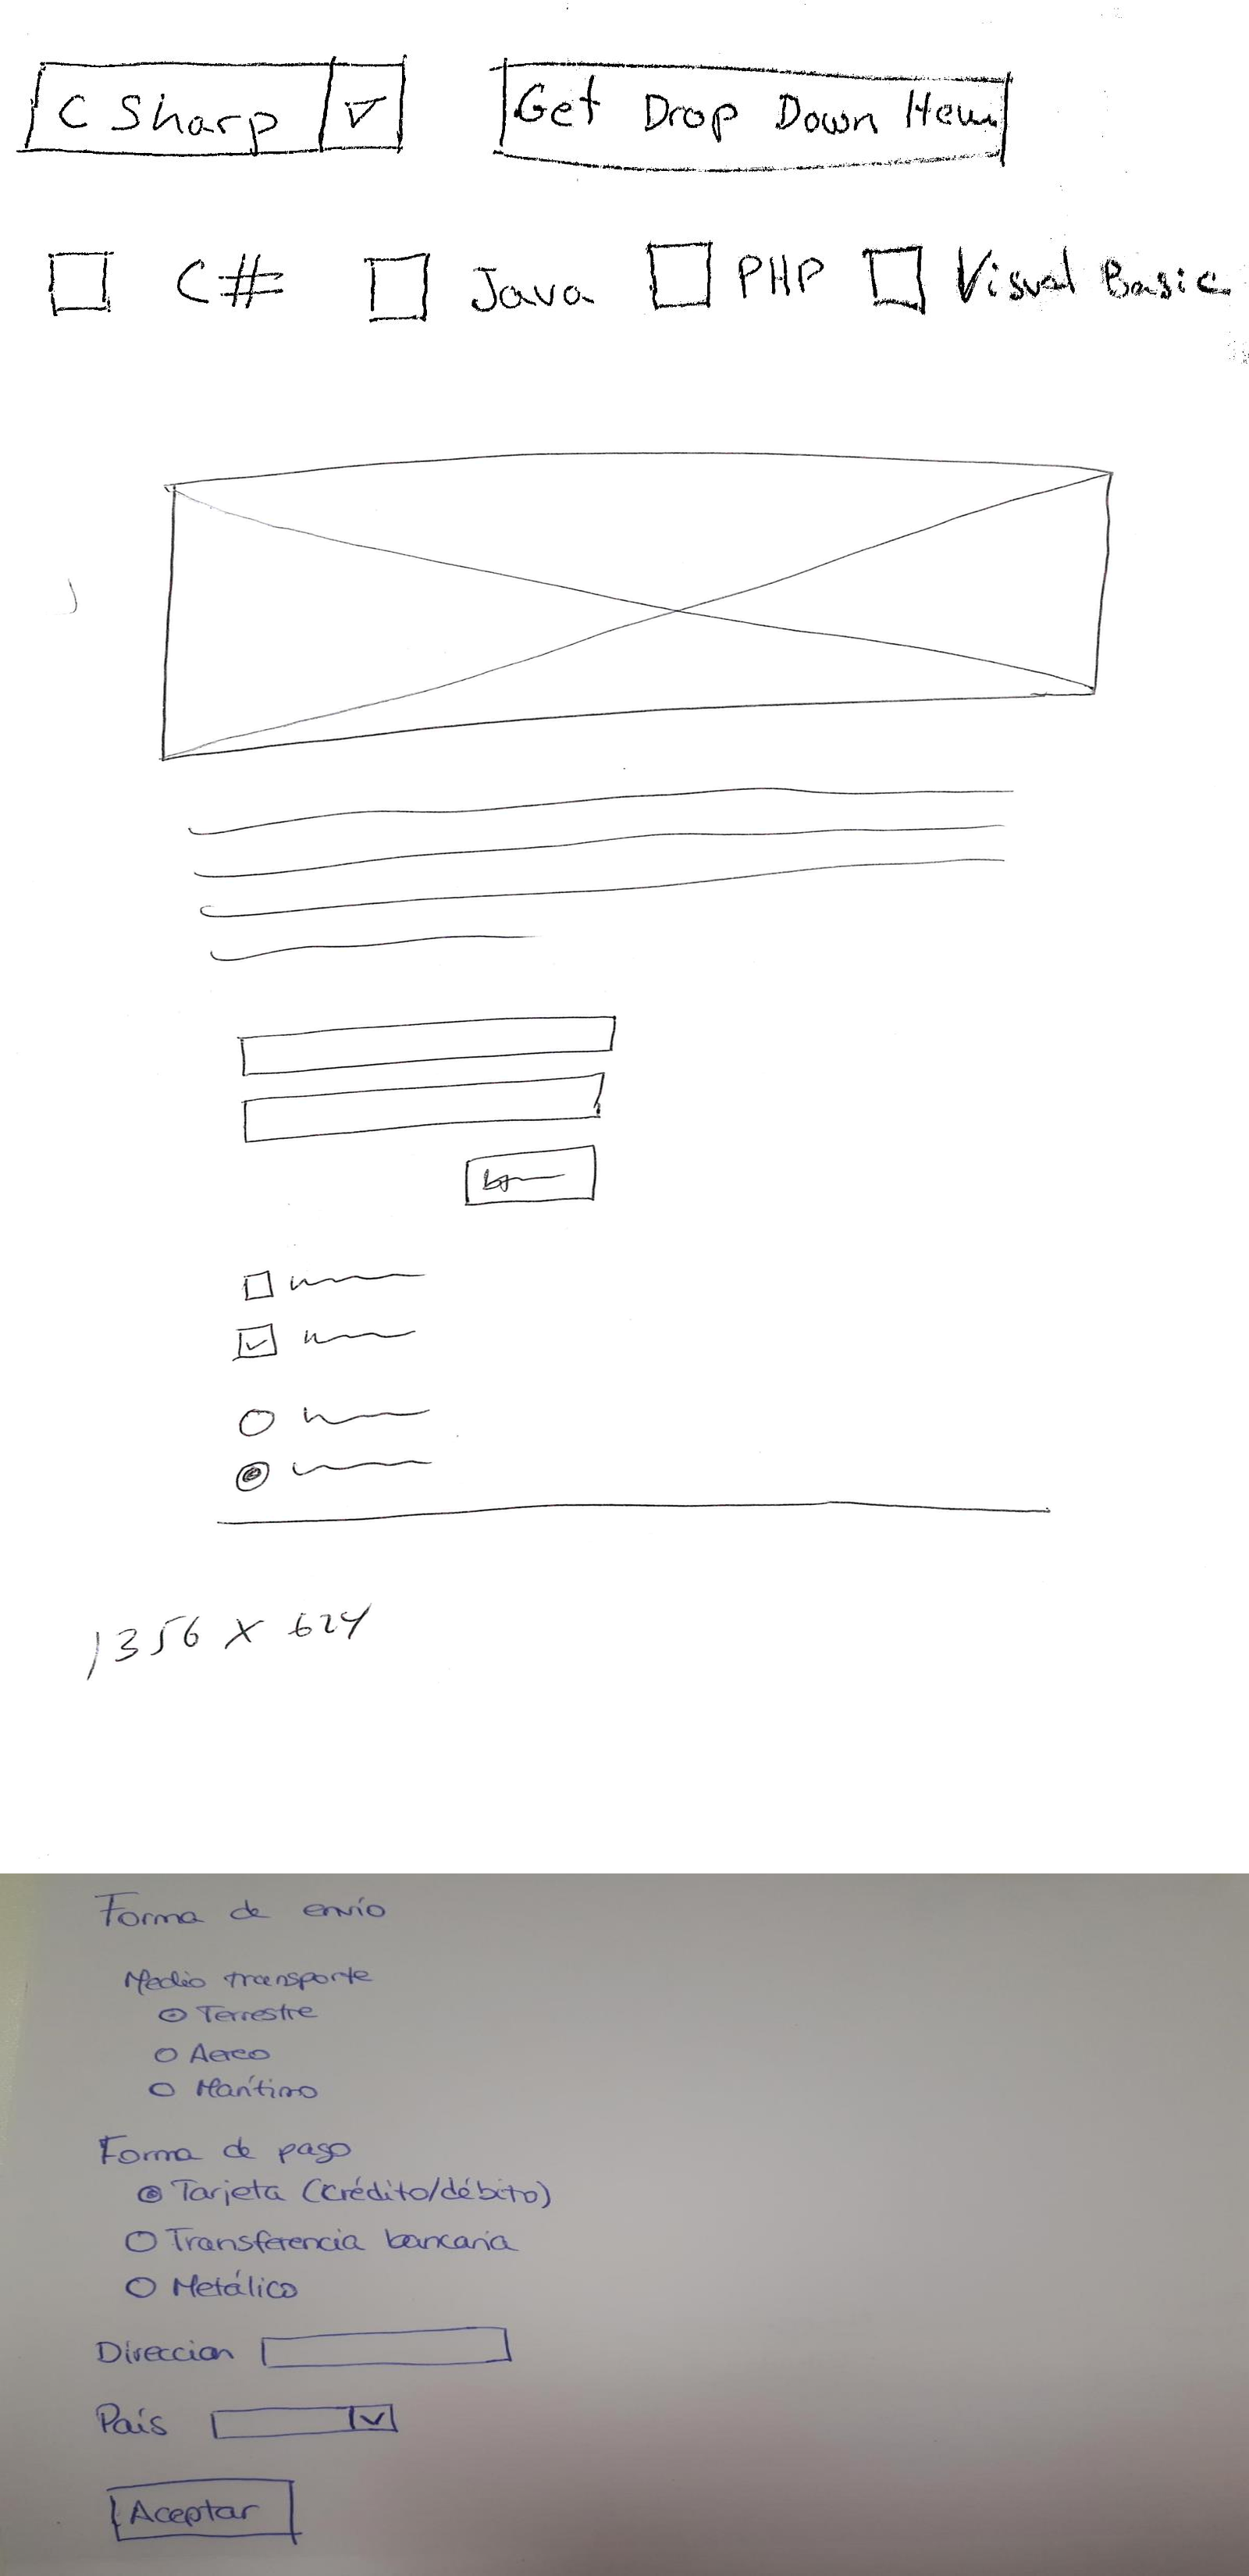 C Sharp
Get Drop Down Item
C# Java PHP Visual Basic
1356 x 624
Forma de envío
Medio transporte
Terrestre
Aereo
Marítimo
Forma de pago
Tarjeta (crédito/débito)
Transferencia bancaria
Metálico
Direccion
País
Aceptar